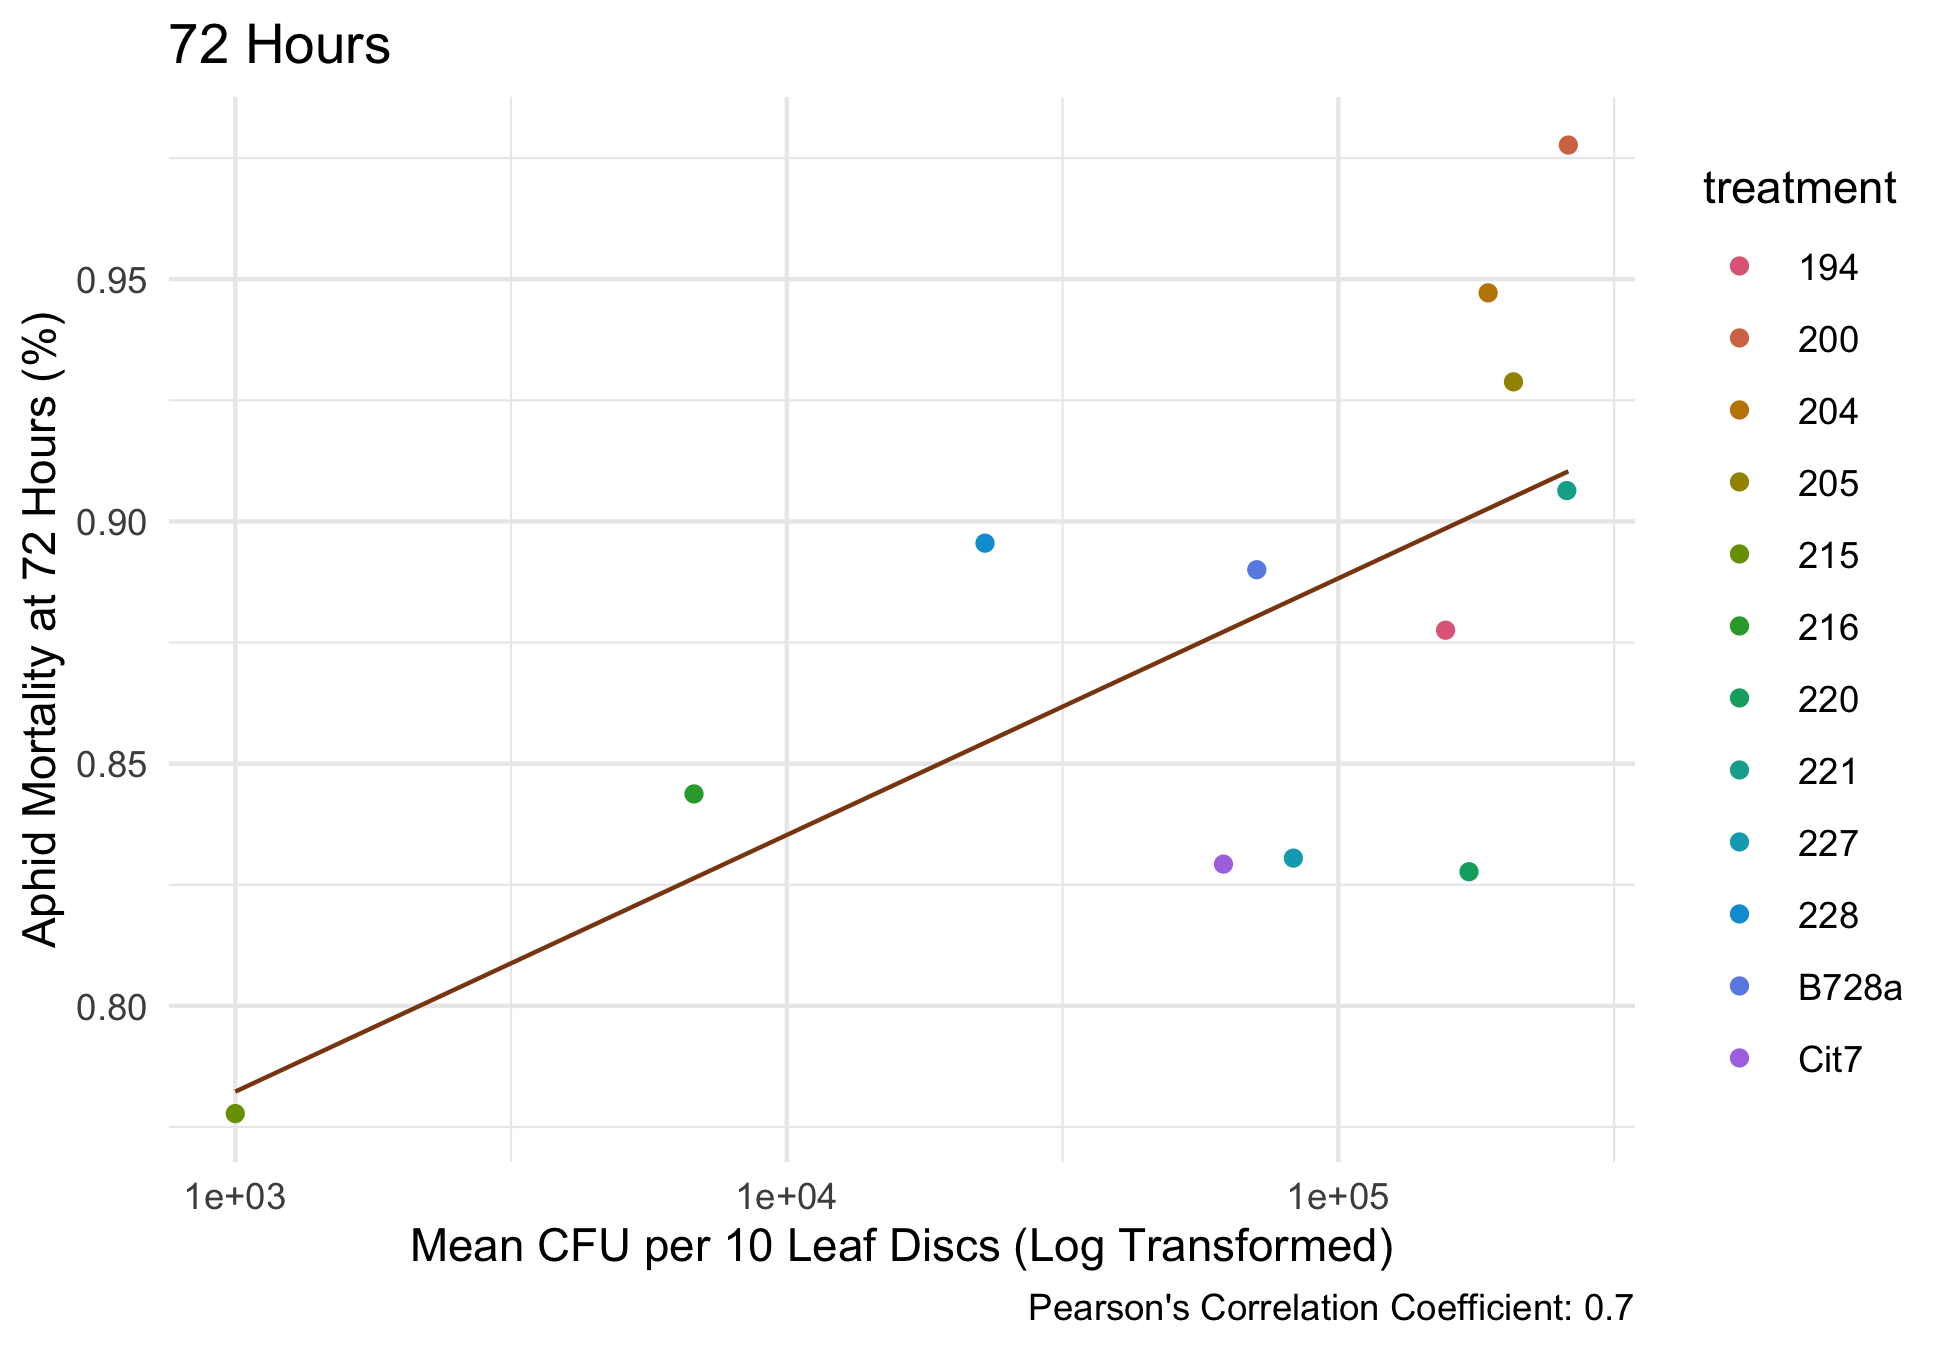 72 Hours
Aphid Mortality at 72 Hours (%)
0.95
0.90
0.85
0.80
1e+03
1e+04
1e+05
Mean CFU per 10 Leaf Discs (Log Transformed)
Pearson's Correlation Coefficient: 0.7
treatment
194
200
204
205
215
216
220
221
227
228
B728a
Cit7